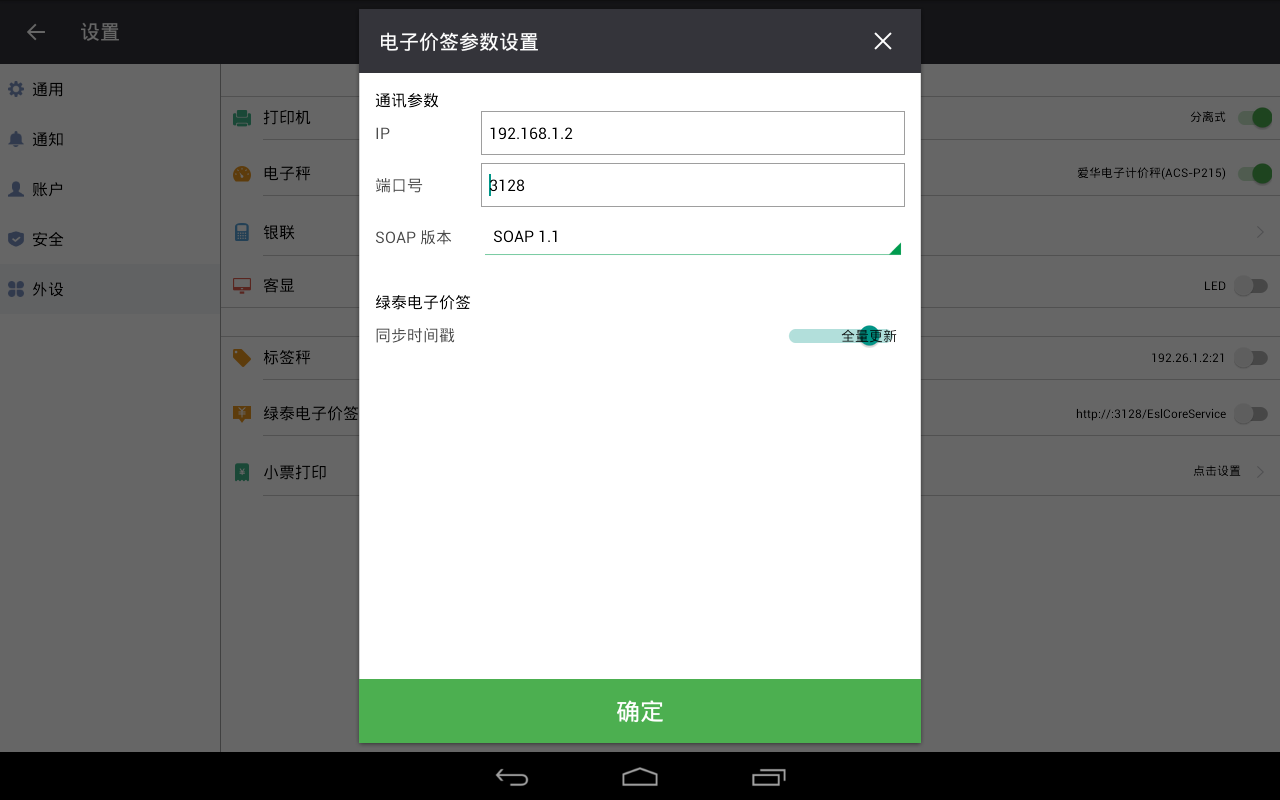 设置
通用
通知
账户
安全
外设
打印机
分离式
电子秤
爱华电子计价秤(ACS-P215)
银联
客显
LED
标签秤
192.26.1.2:21
绿泰电子价签
http://:3128/EslCoreService
小票打印
点击设置
电子价签参数设置
通讯参数
IP
192.168.1.2
端口号
3128
SOAP 版本
SOAP 1.1
绿泰电子价签
同步时间戳
全量更新
确定